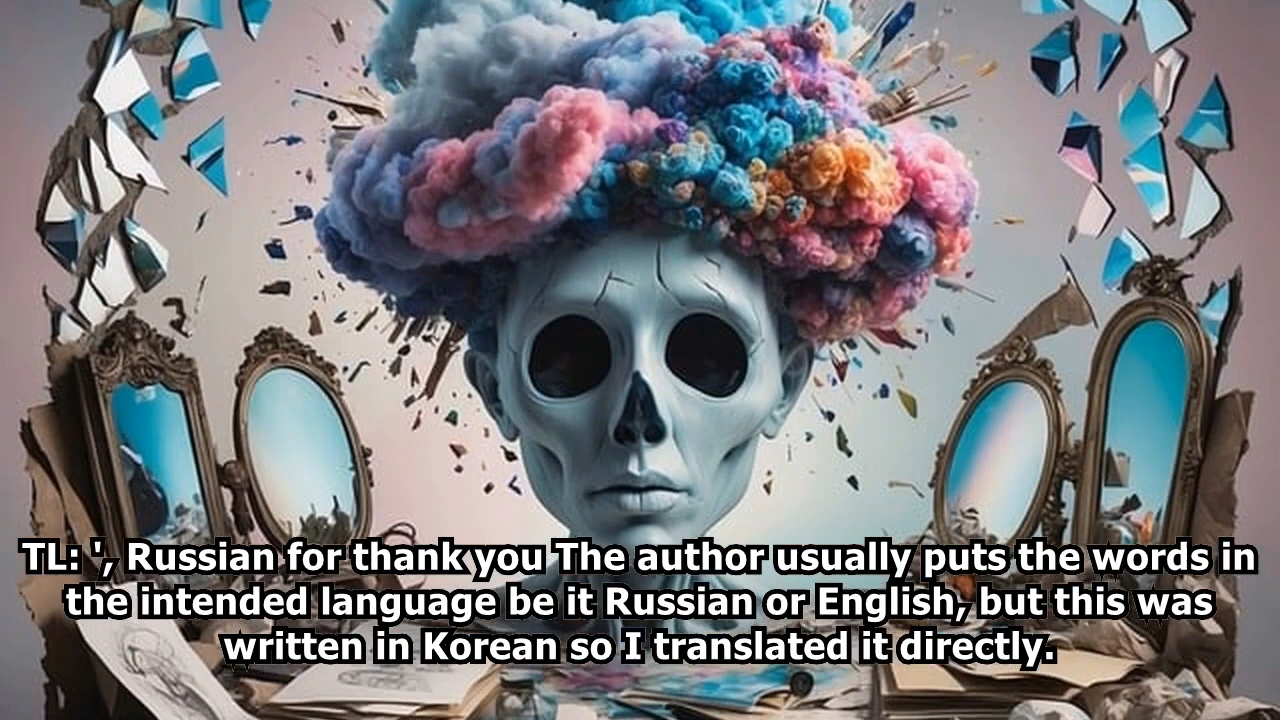 TL: ', Russian for thank you The author usually puts the words in
the intended language be it Russian or English, but this was
written in Korean so I translated it directly.